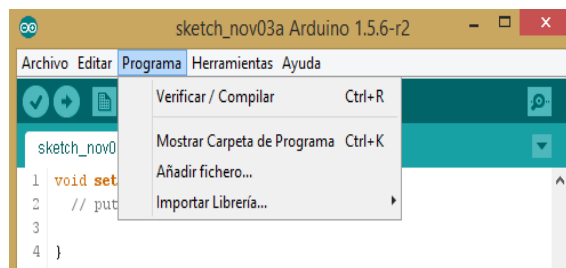 sketch_nov03a Arduino 1.5.6-r2
Archivo Editar Programa Herramientas Ayuda
Verificar / Compilar Ctrl+R
Mostrar Carpeta de Programa Ctrl+K
Añadir fichero...
Importar Librería...
sketch_nov0
1 void set
2 // put
3
4 }